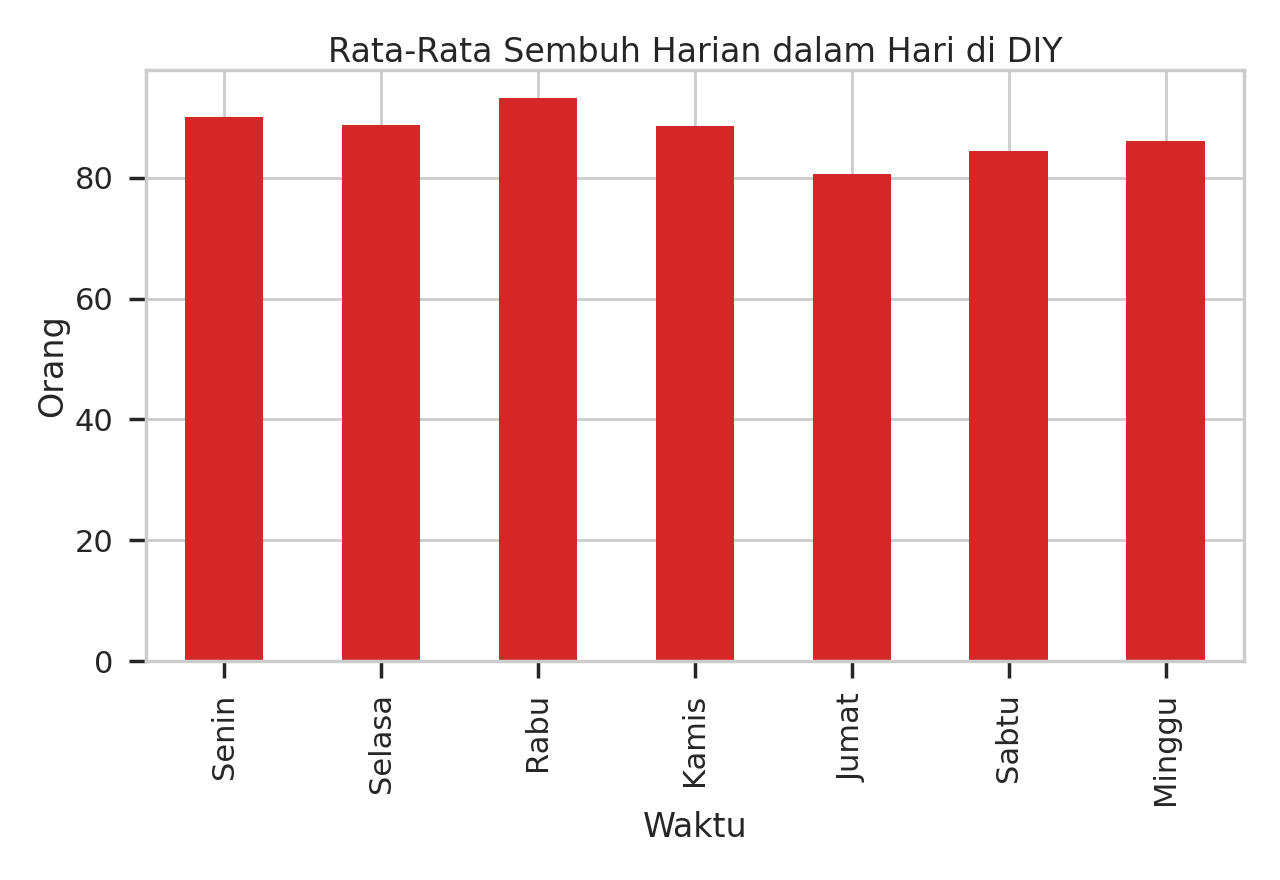 Rata-Rata Sembuh Harian dalam Hari di DIY
Orang
80
60
40
20
0
Senin
Selasa
Rabu
Kamis
Jumat
Sabtu
Minggu
Waktu